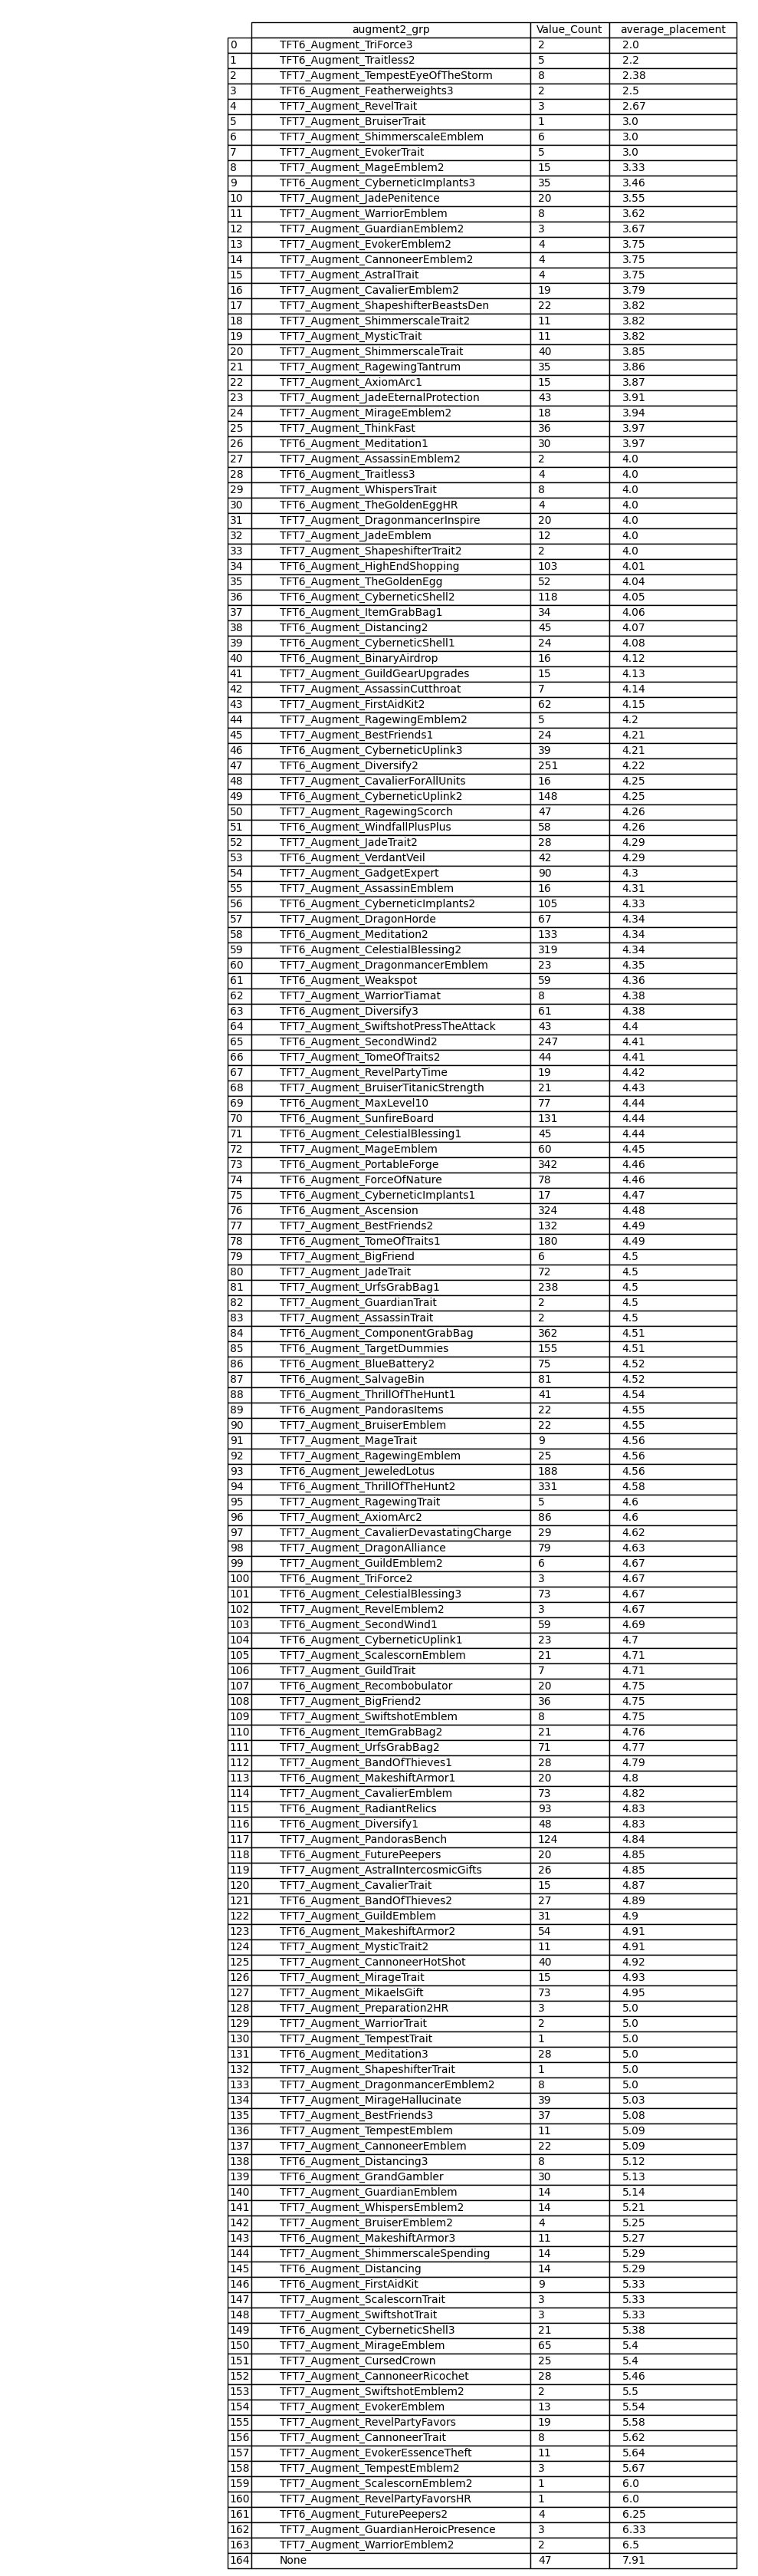 augment2_grp Value_Count average_placement
0 TFT6_Augment_TriForce3 2 2.0
1 TFT6_Augment_Traitless2 5 2.2
2 TFT7_Augment_TempestEyeOfTheStorm 8 2.38
3 TFT6_Augment_Featherweights3 2 2.5
4 TFT7_Augment_RevelTrait 3 2.67
5 TFT7_Augment_BruiserTrait 1 3.0
6 TFT7_Augment_ShimmerscaleEmblem 6 3.0
7 TFT7_Augment_EvokerTrait 5 3.0
8 TFT7_Augment_MageEmblem2 15 3.33
9 TFT6_Augment_CyberneticImplants3 35 3.46
10 TFT7_Augment_JadePenitence 20 3.55
11 TFT7_Augment_WarriorEmblem 8 3.62
12 TFT7_Augment_GuardianEmblem2 3 3.67
13 TFT7_Augment_EvokerEmblem2 4 3.75
14 TFT7_Augment_CannoneerEmblem2 4 3.75
15 TFT7_Augment_AstralTrait 4 3.75
16 TFT7_Augment_CavalierEmblem2 19 3.79
17 TFT7_Augment_ShapeshifterBeastsDen 22 3.82
18 TFT7_Augment_ShimmerscaleTrait2 11 3.82
19 TFT7_Augment_MysticTrait 11 3.82
20 TFT7_Augment_ShimmerscaleTrait 40 3.85
21 TFT7_Augment_RagewingTantrum 35 3.86
22 TFT7_Augment_AxiomArc1 15 3.87
23 TFT7_Augment_JadeEternalProtection 43 3.91
24 TFT7_Augment_MirageEmblem2 18 3.94
25 TFT7_Augment_ThinkFast 36 3.97
26 TFT6_Augment_Meditation1 30 3.97
27 TFT7_Augment_AssassinEmblem2 2 4.0
28 TFT6_Augment_Traitless3 4 4.0
29 TFT7_Augment_WhispersTrait 8 4.0
30 TFT6_Augment_TheGoldenEggHR 4 4.0
31 TFT7_Augment_DragonmancerInspire 20 4.0
32 TFT7_Augment_JadeEmblem 12 4.0
33 TFT7_Augment_ShapeshifterTrait2 2 4.0
34 TFT6_Augment_HighEndShopping 103 4.01
35 TFT6_Augment_TheGoldenEgg 52 4.04
36 TFT6_Augment_CyberneticShell2 118 4.05
37 TFT6_Augment_ItemGrabBag1 34 4.06
38 TFT6_Augment_Distancing2 45 4.07
39 TFT6_Augment_CyberneticShell1 24 4.08
40 TFT6_Augment_BinaryAirdrop 16 4.12
41 TFT7_Augment_GuildGearUpgrades 15 4.13
42 TFT7_Augment_AssassinCutthroat 7 4.14
43 TFT7_Augment_FirstAidKit2 62 4.15
44 TFT7_Augment_RagewingEmblem2 5 4.2
45 TFT7_Augment_BestFriends1 24 4.21
46 TFT6_Augment_CyberneticUplink3 39 4.21
47 TFT6_Augment_Diversify2 251 4.22
48 TFT7_Augment_CavalierForAllUnits 16 4.25
49 TFT6_Augment_CyberneticUplink2 148 4.25
50 TFT7_Augment_RagewingScorch 47 4.26
51 TFT6_Augment_WindfallPlusPlus 58 4.26
52 TFT7_Augment_JadeTrait2 28 4.29
53 TFT6_Augment_VerdantVeil 42 4.29
54 TFT7_Augment_GadgetExpert 90 4.3
55 TFT7_Augment_AssassinEmblem 16 4.31
56 TFT6_Augment_CyberneticImplants2 105 4.33
57 TFT7_Augment_DragonHorde 67 4.34
58 TFT6_Augment_Meditation2 133 4.34
59 TFT6_Augment_CelestialBlessing2 319 4.34
60 TFT7_Augment_DragonmancerEmblem 23 4.35
61 TFT6_Augment_Weakspot 59 4.36
62 TFT7_Augment_WarriorTiamat 8 4.38
63 TFT6_Augment_Diversify3 61 4.38
64 TFT7_Augment_SwiftshotPressTheAttack 43 4.4
65 TFT6_Augment_SecondWind2 247 4.41
66 TFT7_Augment_TomeOfTraits2 44 4.41
67 TFT7_Augment_RevelPartyTime 19 4.42
68 TFT7_Augment_BruiserTitanicStrength 21 4.43
69 TFT6_Augment_MaxLevel10 77 4.44
70 TFT6_Augment_SunfireBoard 131 4.44
71 TFT6_Augment_CelestialBlessing1 45 4.44
72 TFT7_Augment_MageEmblem 60 4.45
73 TFT6_Augment_PortableForge 342 4.46
74 TFT6_Augment_ForceOfNature 78 4.46
75 TFT6_Augment_CyberneticImplants1 17 4.47
76 TFT6_Augment_Ascension 324 4.48
77 TFT7_Augment_BestFriends2 132 4.49
78 TFT6_Augment_TomeOfTraits1 180 4.49
79 TFT7_Augment_BigFriend 6 4.5
80 TFT7_Augment_JadeTrait 72 4.5
81 TFT7_Augment_UrfsGrabBag1 238 4.5
82 TFT7_Augment_GuardianTrait 2 4.5
83 TFT7_Augment_AssassinTrait 2 4.5
84 TFT6_Augment_ComponentGrabBag 362 4.51
85 TFT6_Augment_TargetDummies 155 4.51
86 TFT6_Augment_BlueBattery2 75 4.52
87 TFT6_Augment_SalvageBin 81 4.52
88 TFT6_Augment_ThrillOfTheHunt1 41 4.54
89 TFT6_Augment_PandorasItems 22 4.55
90 TFT7_Augment_BruiserEmblem 22 4.55
91 TFT7_Augment_MageTrait 9 4.56
92 TFT7_Augment_RagewingEmblem 25 4.56
93 TFT6_Augment_JeweledLotus 188 4.56
94 TFT6_Augment_ThrillOfTheHunt2 331 4.58
95 TFT7_Augment_RagewingTrait 5 4.6
96 TFT7_Augment_AxiomArc2 86 4.6
97 TFT7_Augment_CavalierDevastatingCharge 29 4.62
98 TFT7_Augment_DragonAlliance 79 4.63
99 TFT7_Augment_GuildEmblem2 6 4.67
100 TFT6_Augment_TriForce2 3 4.67
101 TFT6_Augment_CelestialBlessing3 73 4.67
102 TFT7_Augment_RevelEmblem2 3 4.67
103 TFT6_Augment_SecondWind1 59 4.69
104 TFT6_Augment_CyberneticUplink1 23 4.7
105 TFT7_Augment_ScalescornEmblem 21 4.71
106 TFT7_Augment_GuildTrait 7 4.71
107 TFT6_Augment_Recombobulator 20 4.75
108 TFT7_Augment_BigFriend2 36 4.75
109 TFT7_Augment_SwiftshotEmblem 8 4.75
110 TFT6_Augment_ItemGrabBag2 21 4.76
111 TFT7_Augment_UrfsGrabBag2 71 4.77
112 TFT7_Augment_BandOfThieves1 28 4.79
113 TFT6_Augment_MakeshiftArmor1 20 4.8
114 TFT7_Augment_CavalierEmblem 73 4.82
115 TFT6_Augment_RadiantRelics 93 4.83
116 TFT6_Augment_Diversify1 48 4.83
117 TFT7_Augment_PandorasBench 124 4.84
118 TFT6_Augment_FuturePeepers 20 4.85
119 TFT7_Augment_AstralIntercosmicGifts 26 4.85
120 TFT7_Augment_CavalierTrait 15 4.87
121 TFT6_Augment_BandOfThieves2 27 4.89
122 TFT7_Augment_GuildEmblem 31 4.9
123 TFT6_Augment_MakeshiftArmor2 54 4.91
124 TFT7_Augment_MysticTrait2 11 4.91
125 TFT7_Augment_CannoneerHotShot 40 4.92
126 TFT7_Augment_MirageTrait 15 4.93
127 TFT7_Augment_MikaelsGift 73 4.95
128 TFT7_Augment_Preparation2HR 3 5.0
129 TFT7_Augment_WarriorTrait 2 5.0
130 TFT7_Augment_TempestTrait 1 5.0
131 TFT6_Augment_Meditation3 28 5.0
132 TFT7_Augment_ShapeshifterTrait 1 5.0
133 TFT7_Augment_DragonmancerEmblem2 8 5.0
134 TFT7_Augment_MirageHallucinate 39 5.03
135 TFT7_Augment_BestFriends3 37 5.08
136 TFT7_Augment_TempestEmblem 11 5.09
137 TFT7_Augment_CannoneerEmblem 22 5.09
138 TFT6_Augment_Distancing3 8 5.12
139 TFT6_Augment_GrandGambler 30 5.13
140 TFT7_Augment_GuardianEmblem 14 5.14
141 TFT7_Augment_WhispersEmblem2 14 5.21
142 TFT7_Augment_BruiserEmblem2 4 5.25
143 TFT6_Augment_MakeshiftArmor3 11 5.27
144 TFT7_Augment_ShimmerscaleSpending 14 5.29
145 TFT6_Augment_Distancing 14 5.29
146 TFT6_Augment_FirstAidKit 9 5.33
147 TFT7_Augment_ScalescornTrait 3 5.33
148 TFT7_Augment_SwiftshotTrait 3 5.33
149 TFT6_Augment_CyberneticShell3 21 5.38
150 TFT7_Augment_MirageEmblem 65 5.4
151 TFT7_Augment_CursedCrown 25 5.4
152 TFT7_Augment_CannoneerRicochet 28 5.46
153 TFT7_Augment_SwiftshotEmblem2 2 5.5
154 TFT7_Augment_EvokerEmblem 13 5.54
155 TFT7_Augment_RevelPartyFavors 19 5.58
156 TFT7_Augment_CannoneerTrait 8 5.62
157 TFT7_Augment_EvokerEssenceTheft 11 5.64
158 TFT7_Augment_TempestEmblem2 3 5.67
159 TFT7_Augment_ScalescornEmblem2 1 6.0
160 TFT7_Augment_RevelPartyFavorsHR 1 6.0
161 TFT6_Augment_FuturePeepers2 4 6.25
162 TFT7_Augment_GuardianHeroicPresence 3 6.33
163 TFT7_Augment_WarriorEmblem2 2 6.5
164 None 47 7.91